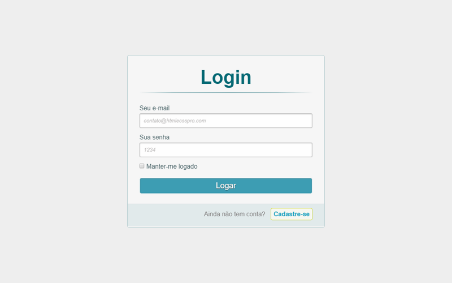 Login
Seu e-mail
Sua senha
1234
Manter-me logado
Logar
Ainda não tem conta? Cadastre-se